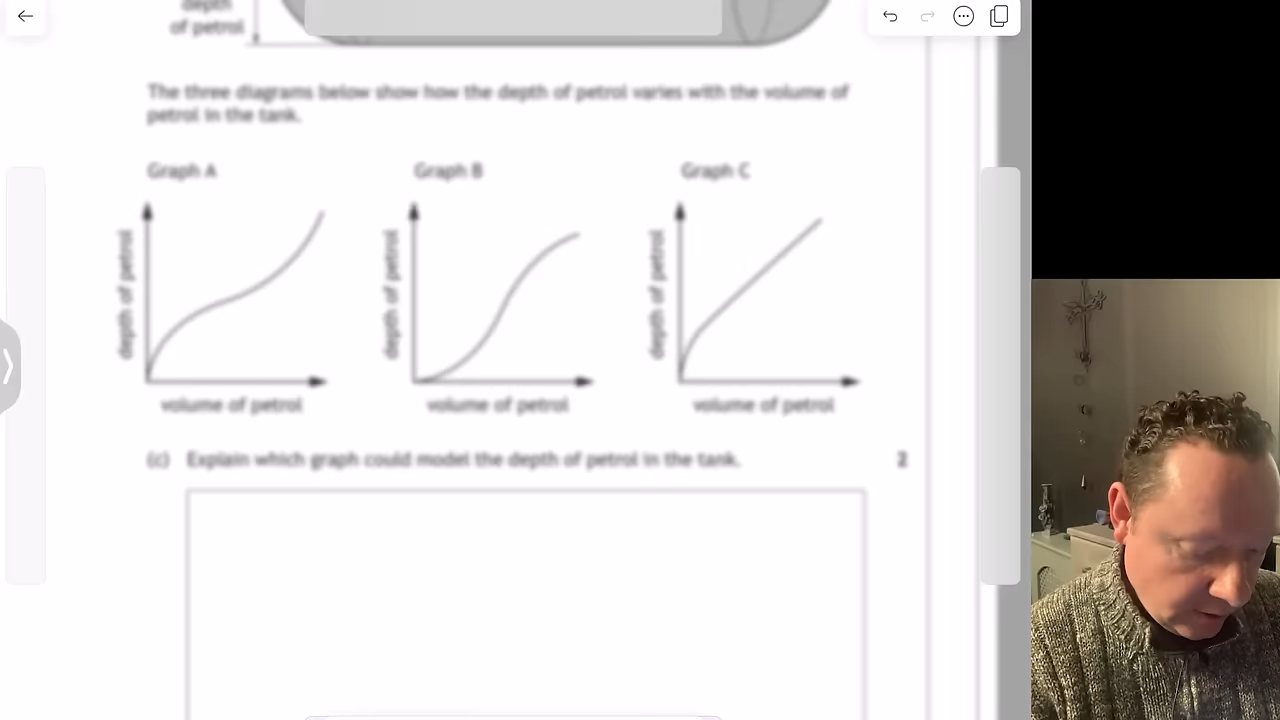 depth
of petrol
The three diagrams below show how the depth of petrol varies with the volume of
petrol in the tank.
Graph A
Graph B
Graph C
depth of petrol
depth of petrol
depth of petrol
volume of petrol
volume of petrol
volume of petrol
(c) Explain which graph could model the depth of petrol in the tank.
2